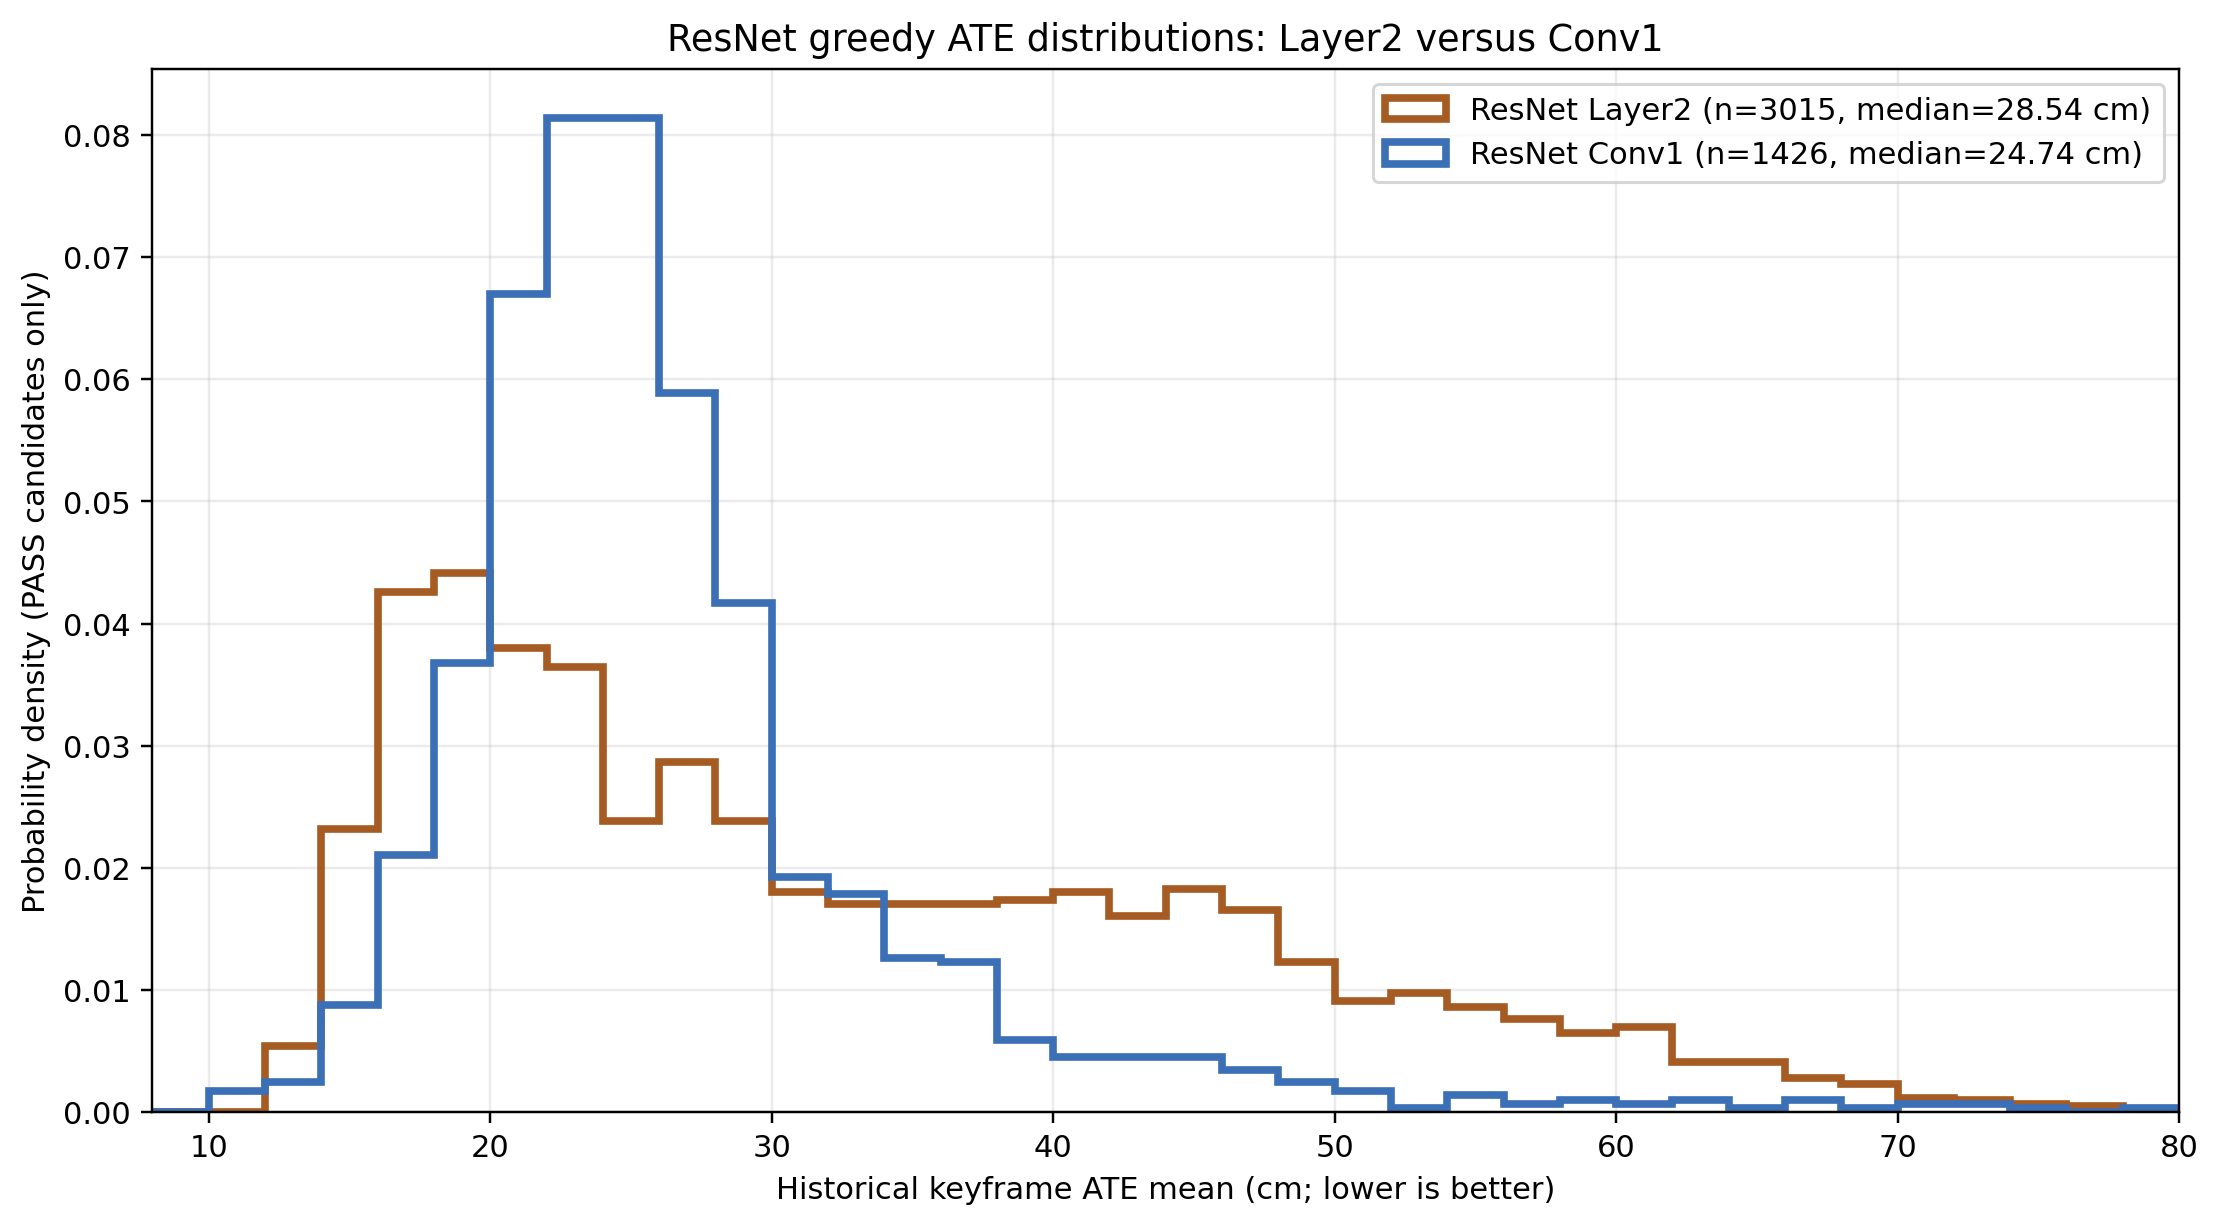 ResNet greedy ATE distributions: Layer2 versus Conv1
ResNet Layer2 (n=3015, median=28.54 cm)
ResNet Conv1 (n=1426, median=24.74 cm)
Probability density (PASS candidates only)
0.08
0.07
0.06
0.05
0.04
0.03
0.02
0.01
0.00
10 20 30 40 50 60 70 80
Historical keyframe ATE mean (cm; lower is better)